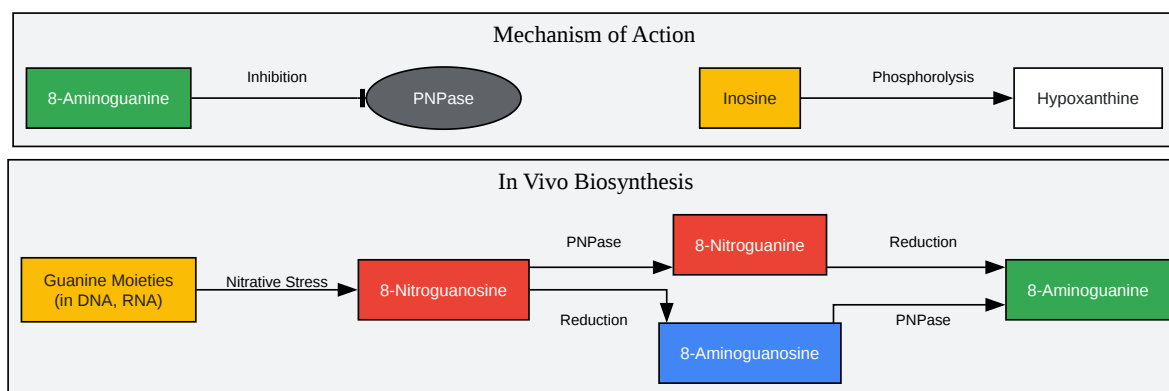 Mechanism of Action
Inhibition
Phosphorolysis
8-Aminoguanine
PNPase
Inosine
Hypoxanthine
In Vivo Biosynthesis
PNPase
8-Nitroguanine
Reduction
Guanine Moieties
(in DNA, RNA)
Nitrative Stress
8-Nitroguanosine
8-Aminoguanine
Reduction
8-Aminoguanosine
PNPase